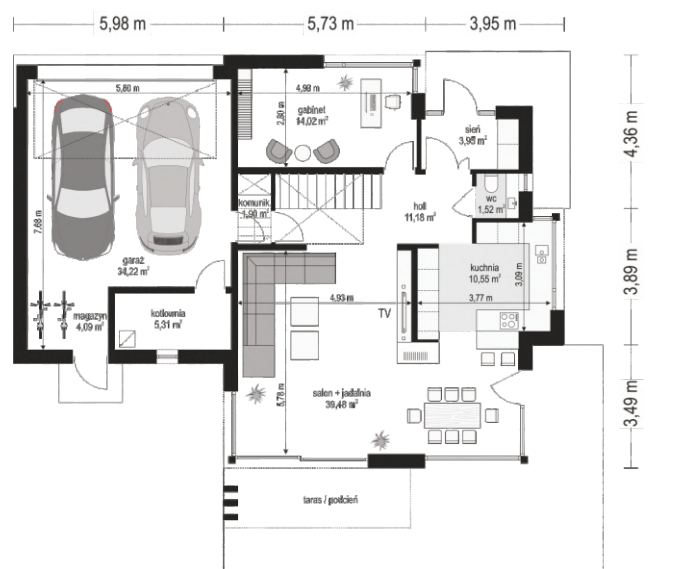 5,98 m
5,73 m
3,95 m
5,80 m
4,98 m
2,80 m
gabinet
14,02 m²
sień
3,95 m²
4,36 m
komunik.
1,90 m²
holl
11,18 m²
wc
1,52 m²
7,68 m
garaż
34,22 m²
kuchnia
10,55 m²
3,09 m
3,77 m
3,89 m
4,93 m
TV
magazyn
4,09 m²
kotłownia
5,31 m²
5,78 m
salon + jadalnia
39,48 m²
3,49 m
taras / podcień